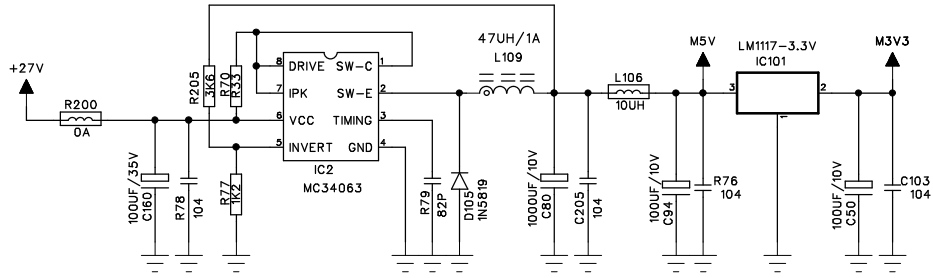 +27V
R200
0A
100UF/35V
C160
R78
104
R205
3K6
R70
R33
R77
1K2
8 DRIVE SW-C 1
7 IPK SW-E 2
6 VCC TIMING 3
5 INVERT GND 4
IC2
MC34063
R79
82P
D105
1N5819
47UH/1A
L109
1000UF/10V
C80
C205
104
L106
10UH
M5V
100UF/10V
C94
R76
104
LM1117-3.3V
IC101
3 2
1
M3V3
100UF/10V
C50
C103
104